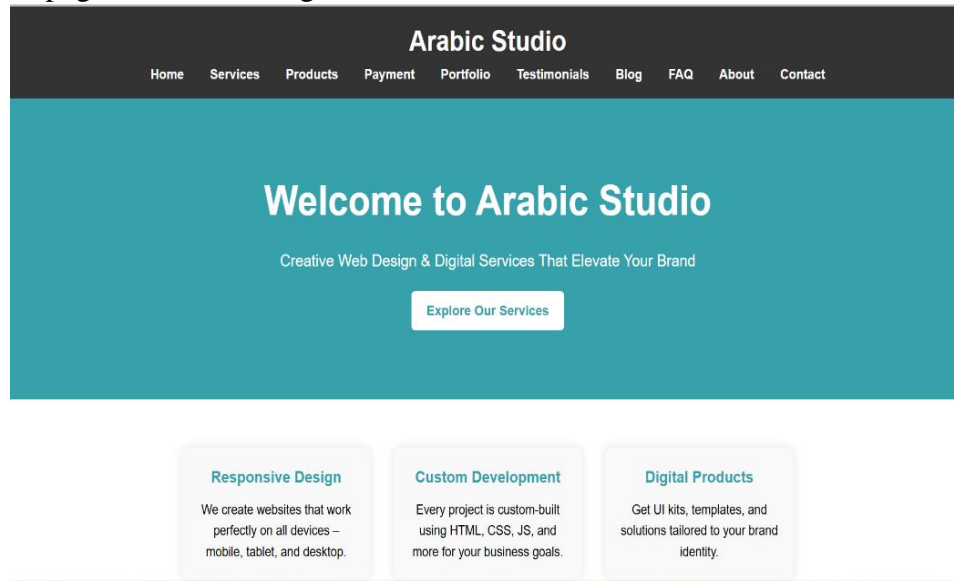 Arabic Studio
Home Services Products Payment Portfolio Testimonials Blog FAQ About Contact
Welcome to Arabic Studio
Creative Web Design & Digital Services That Elevate Your Brand
Explore Our Services
Responsive Design
We create websites that work
perfectly on all devices –
mobile, tablet, and desktop.
Custom Development
Every project is custom-built
using HTML, CSS, JS, and
more for your business goals.
Digital Products
Get UI kits, templates, and
solutions tailored to your brand
identity.